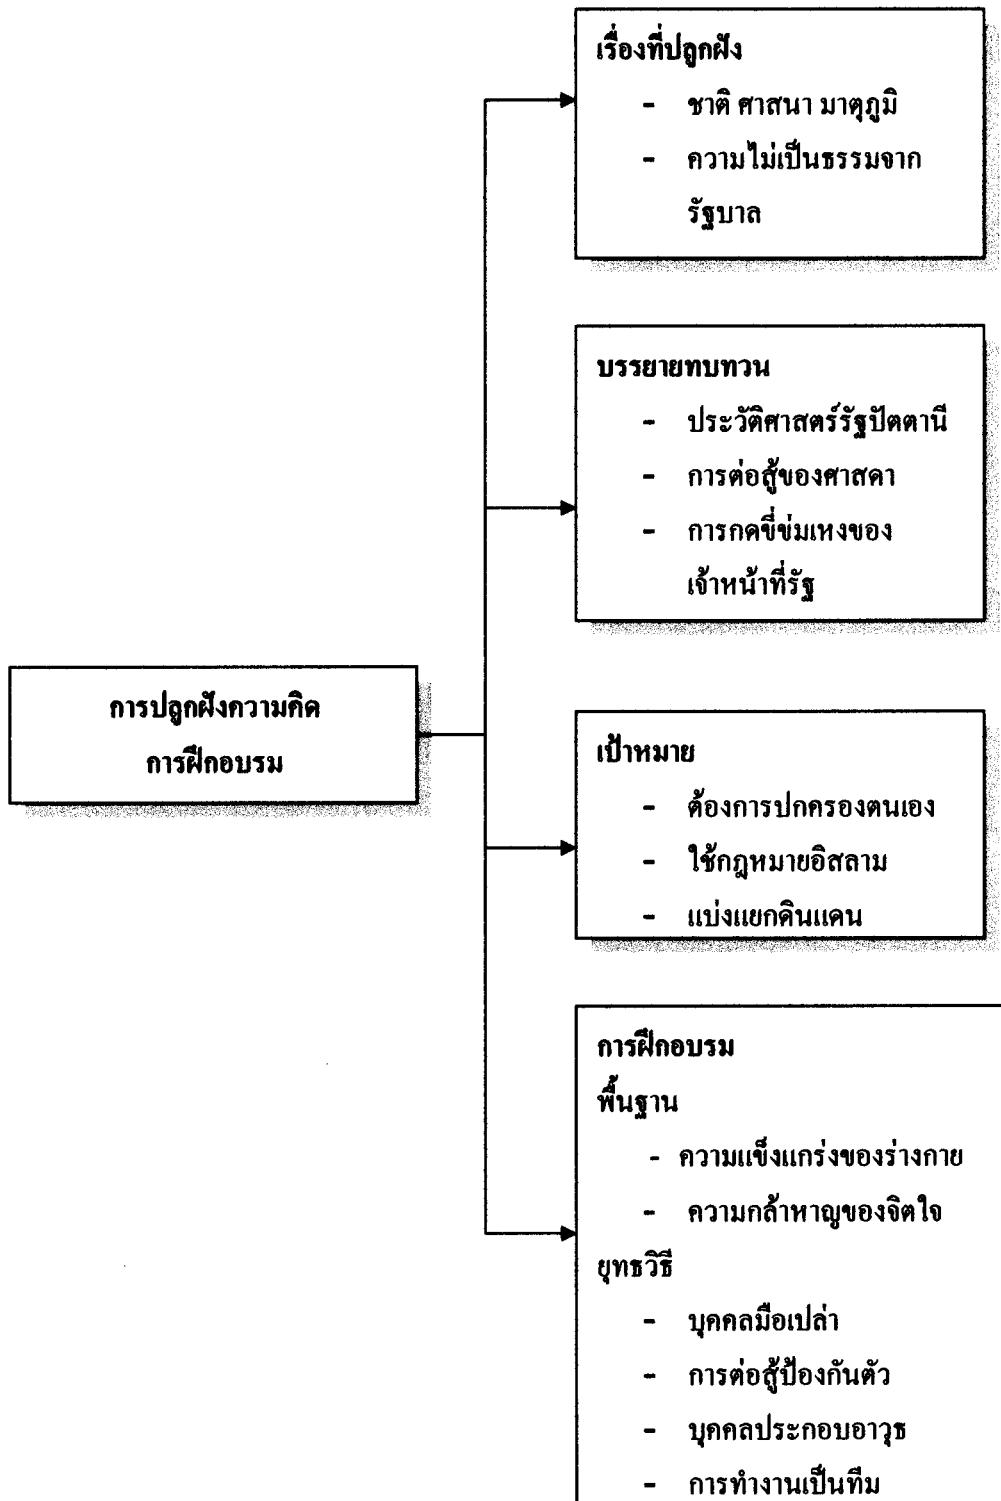 เรื่องที่ปลูกฝัง
- ชาติ ศาสนา มาตุภูมิ
- ความไม่เป็นธรรมจาก
รัฐบาล
บรรยายทบทวน
- ประวัติศาสตร์รัฐปัตตานี
- การต่อสู้ของศาสดา
- การกดขี่ข่มเหงของ
เจ้าหน้าที่รัฐ
การปลูกฝังความคิด
การฝึกอบรม
เป้าหมาย
- ต้องการปกครองตนเอง
- ใช้กฎหมายอิสลาม
- แบ่งแยกดินแดน
การฝึกอบรม
พื้นฐาน
- ความแข็งแกร่งของร่างกาย
- ความกล้าหาญของจิตใจ
ยุทธวิธี
- บุคคลมือเปล่า
- การต่อสู้ป้องกันตัว
- บุคคลประกอบอาวุธ
- การทำงานเป็นทีม